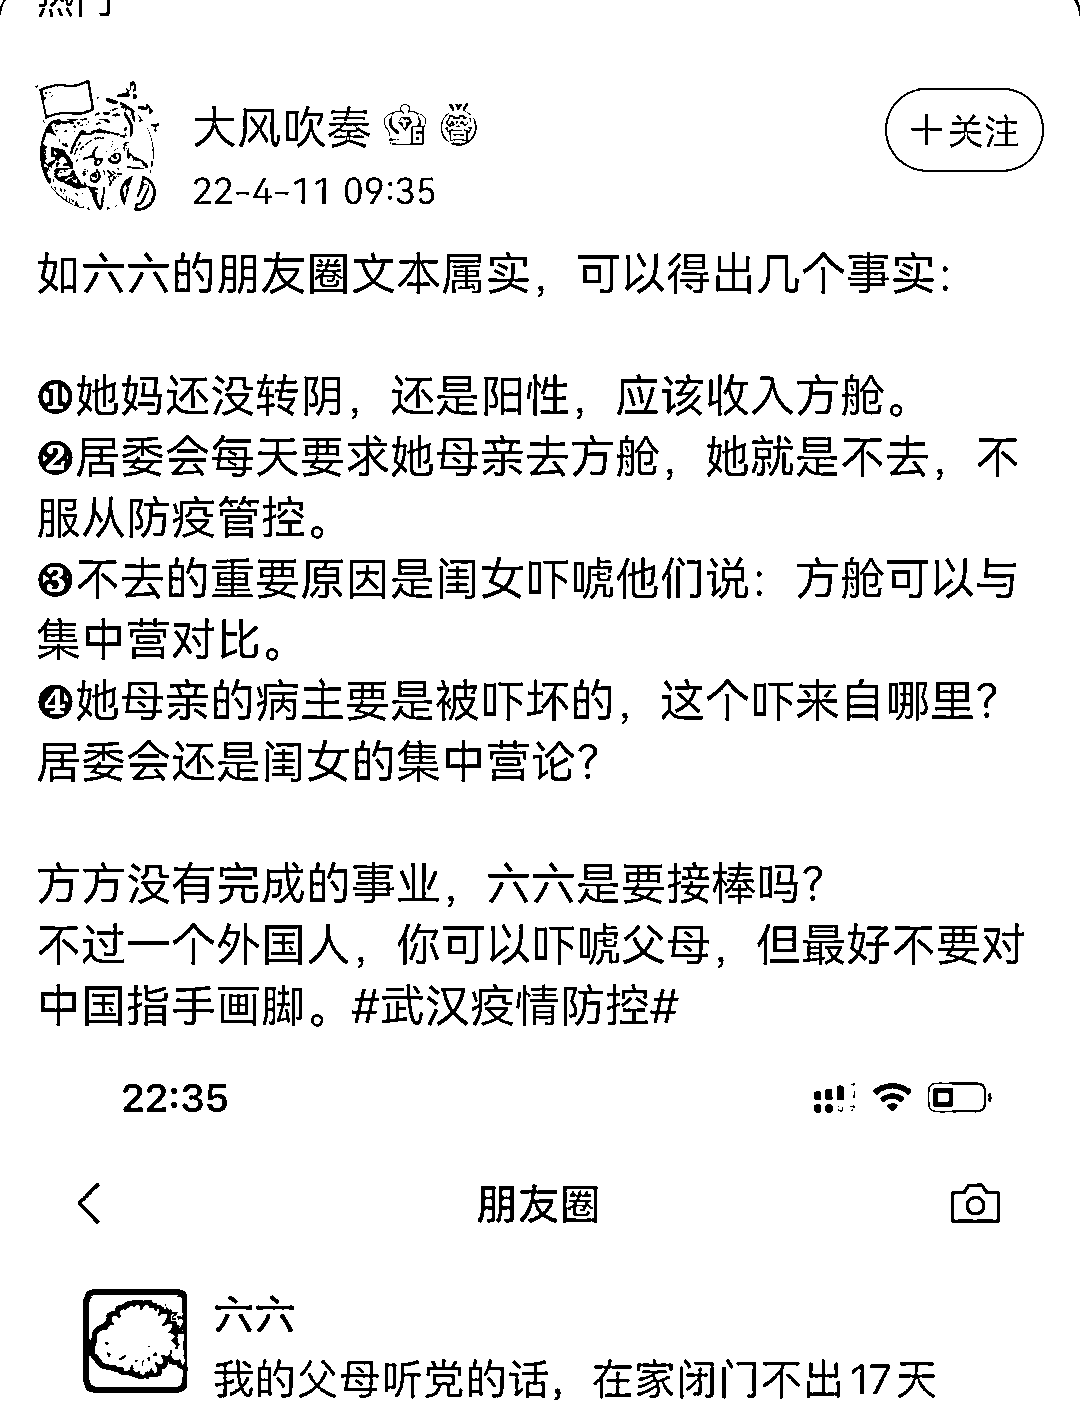 热门
大风吹奏
22-4-11 09:35
+关注
如六六的朋友圈文本属实，可以得出几个事实：
❶她妈还没转阴，还是阳性，应该收入方舱。
❷居委会每天要求她母亲去方舱，她就是不去，不
服从防疫管控。
❸不去的重要原因是闺女吓唬他们说：方舱可以与
集中营对比。
❹她母亲的病主要是被吓坏的，这个吓来自哪里？
居委会还是闺女的集中营论？
方方没有完成的事业，六六是要接棒吗？
不过一个外国人，你可以吓唬父母，但最好不要对
中国指手画脚。#武汉疫情防控#
22:35
朋友圈
六六
我的父母听党的话，在家闭门不出17天